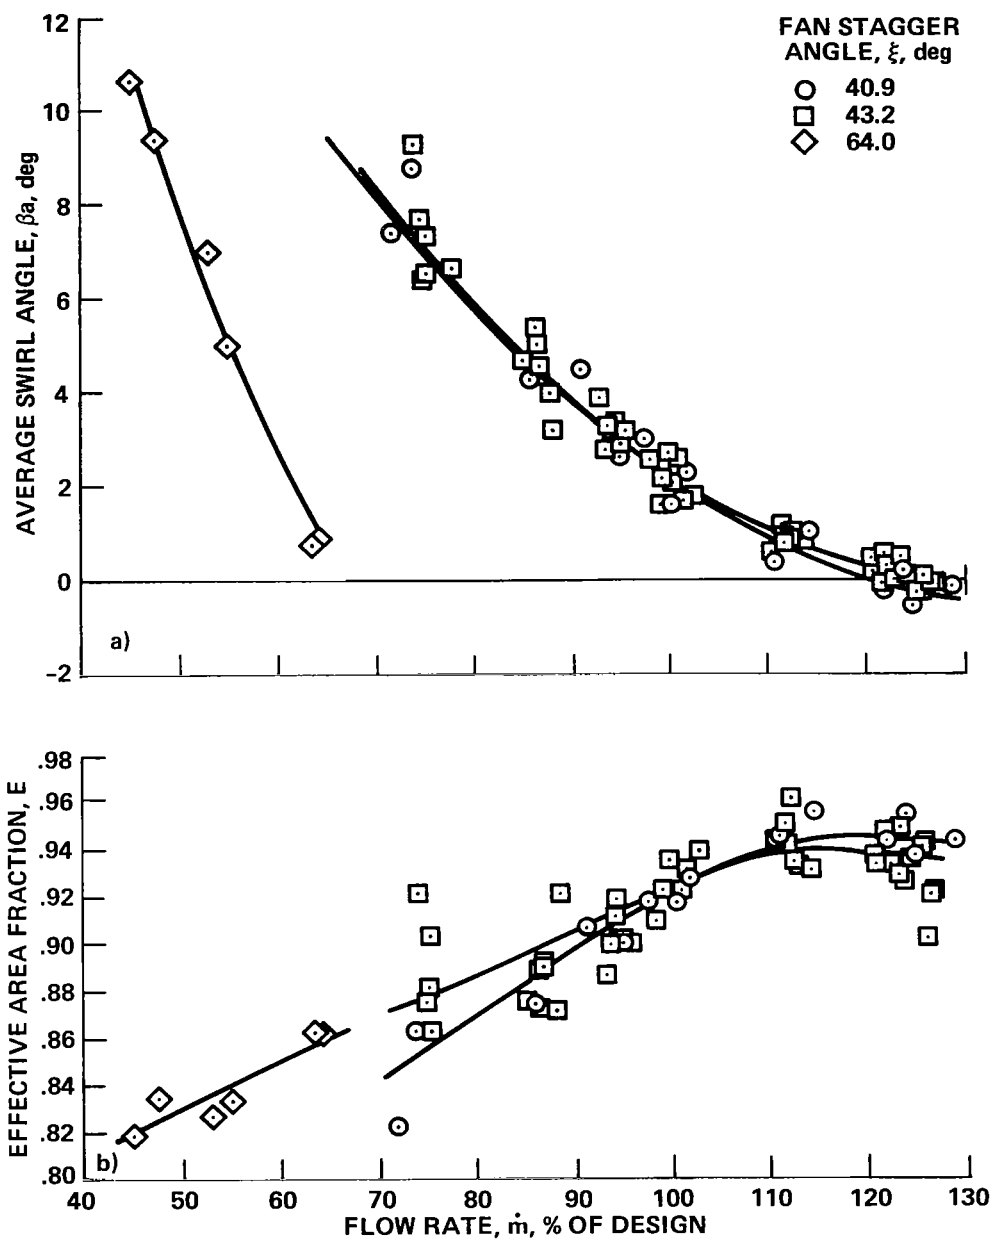 FAN STAGGER
ANGLE, ξ, deg
40.9
43.2
64.0
AVERAGE SWIRL ANGLE, βa, deg
12
10
8
6
4
2
0
−2
a)
EFFECTIVE AREA FRACTION, E
.98
.96
.94
.92
.90
.88
.86
.84
.82
.80
b)
40 50 60 70 80 90 100 110 120 130
FLOW RATE, ṁ, % OF DESIGN